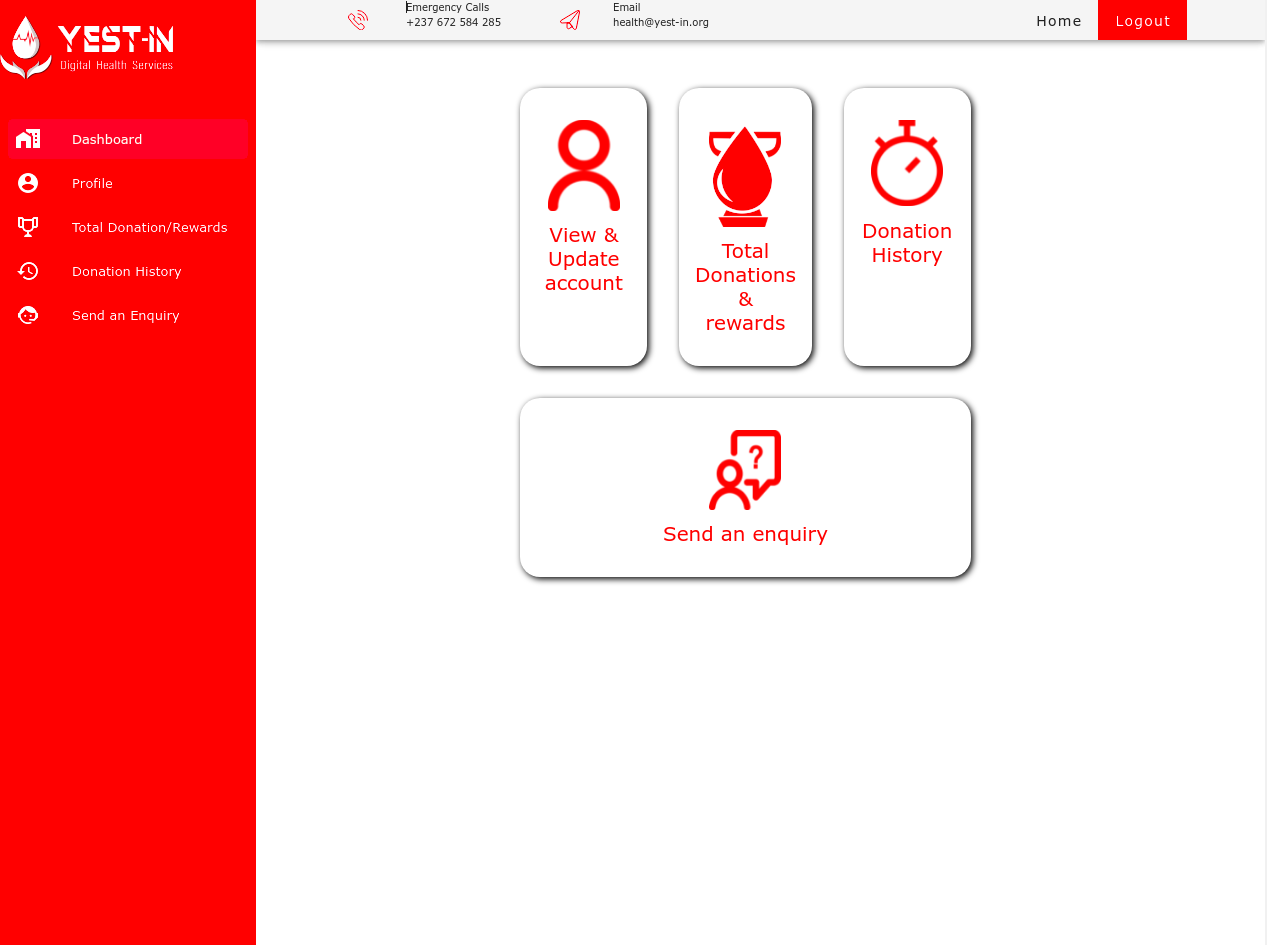 YEST-iN
Digital Health Services
Emergency Calls
+237 672 584 285
Email
health@yest-in.org
Home
Logout
Dashboard
Profile
Total Donation/Rewards
Donation History
Send an Enquiry
View &
Update
account
Total
Donations
&
rewards
Donation
History
?
Send an enquiry